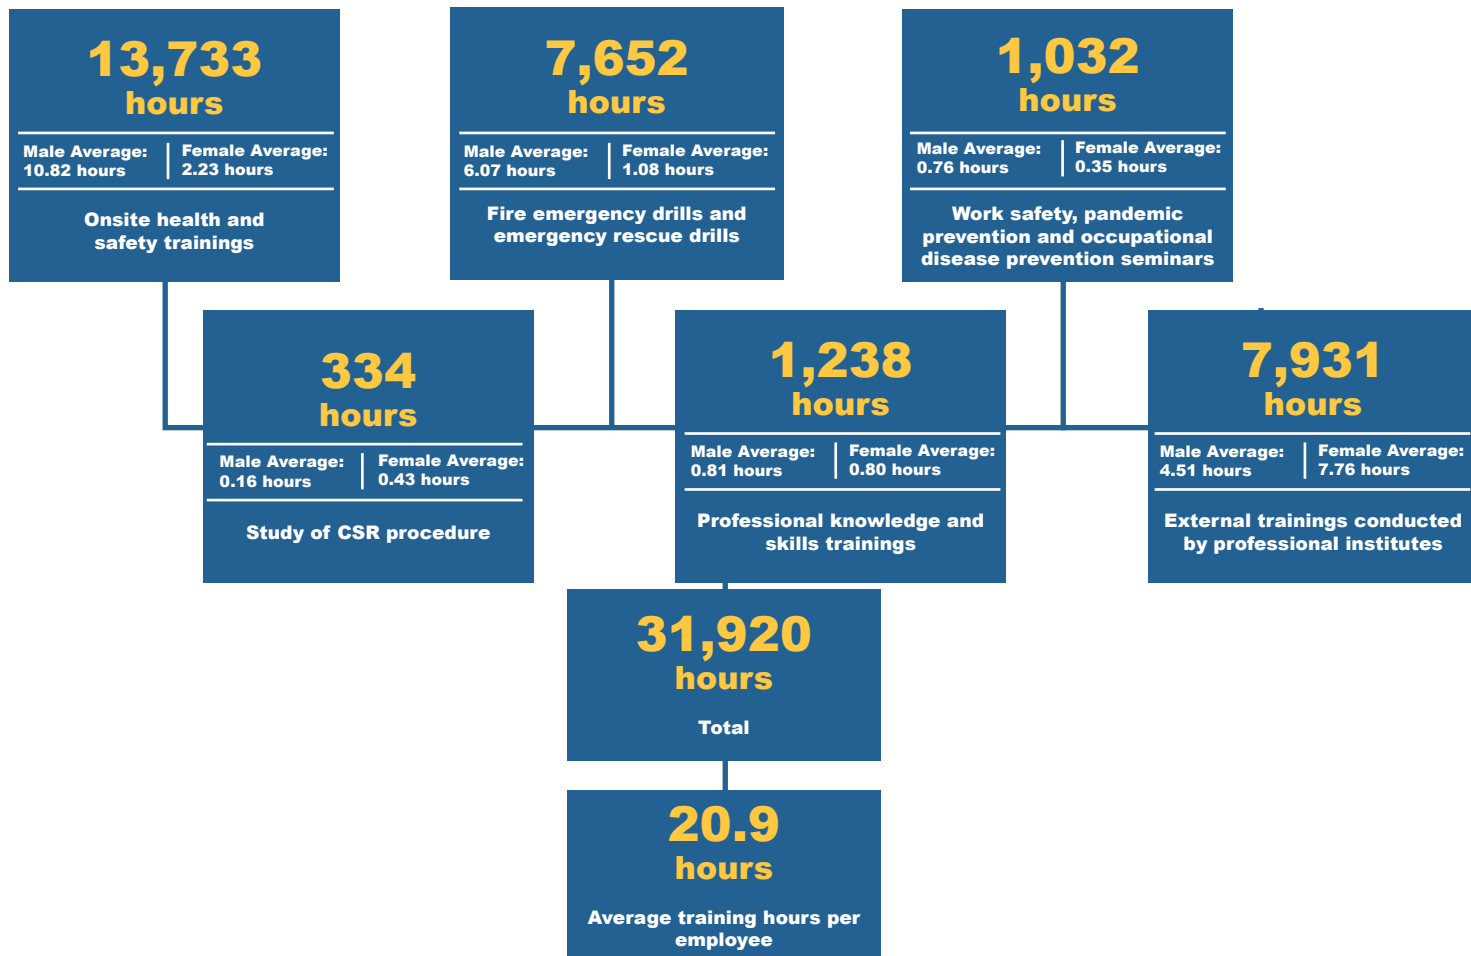 13,733
hours
Male Average:
10.82 hours
Female Average:
2.23 hours
Onsite health and
safety trainings
7,652
hours
Male Average:
6.07 hours
Female Average:
1.08 hours
Fire emergency drills and
emergency rescue drills
1,032
hours
Male Average:
0.76 hours
Female Average:
0.35 hours
Work safety, pandemic
prevention and occupational
disease prevention seminars
334
hours
Male Average:
0.16 hours
Female Average:
0.43 hours
Study of CSR procedure
1,238
hours
Male Average:
0.81 hours
Female Average:
0.80 hours
Professional knowledge and
skills trainings
7,931
hours
Male Average:
4.51 hours
Female Average:
7.76 hours
External trainings conducted
by professional institutes
31,920
hours
Total
20.9
hours
Average training hours per
employee